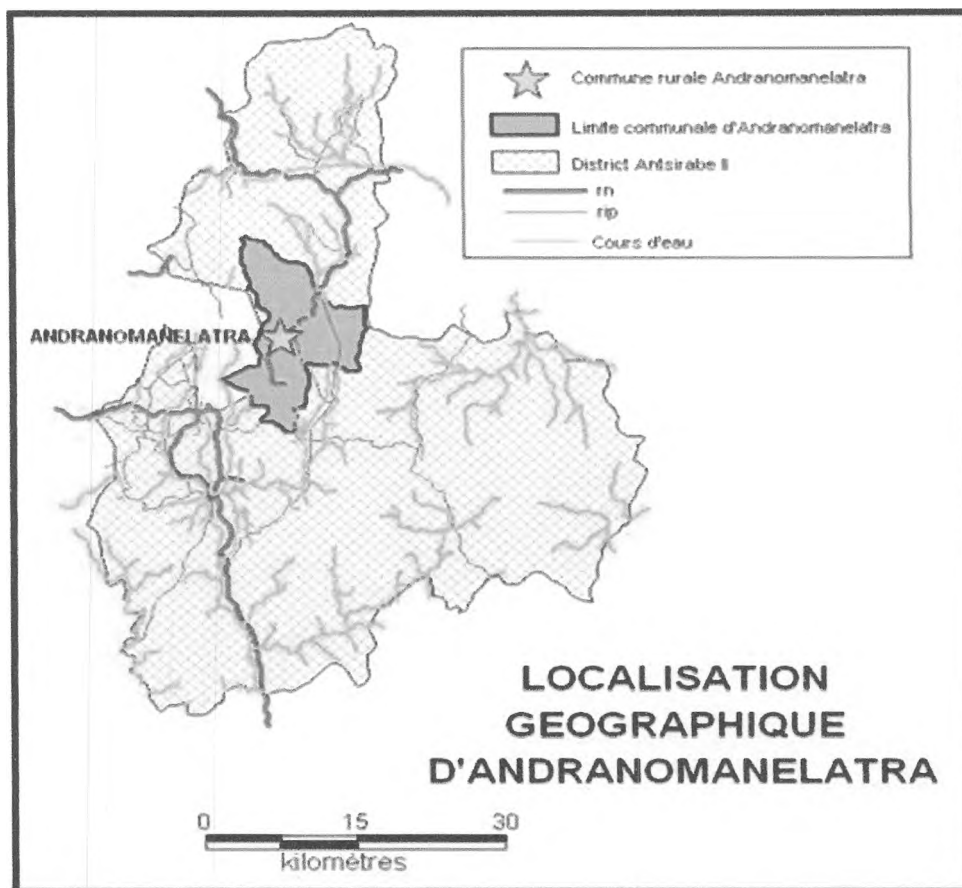 Commune rurale Andranomanelatra
Limite communale d'Andranomanelatra
District Antsirabe II
rn
rip
Cours d'eau
ANDRANOMAÑELATRA
LOCALISATION
GEOGRAPHIQUE
D'ANDRANOMANELATRA
0 15 30
kilomètres